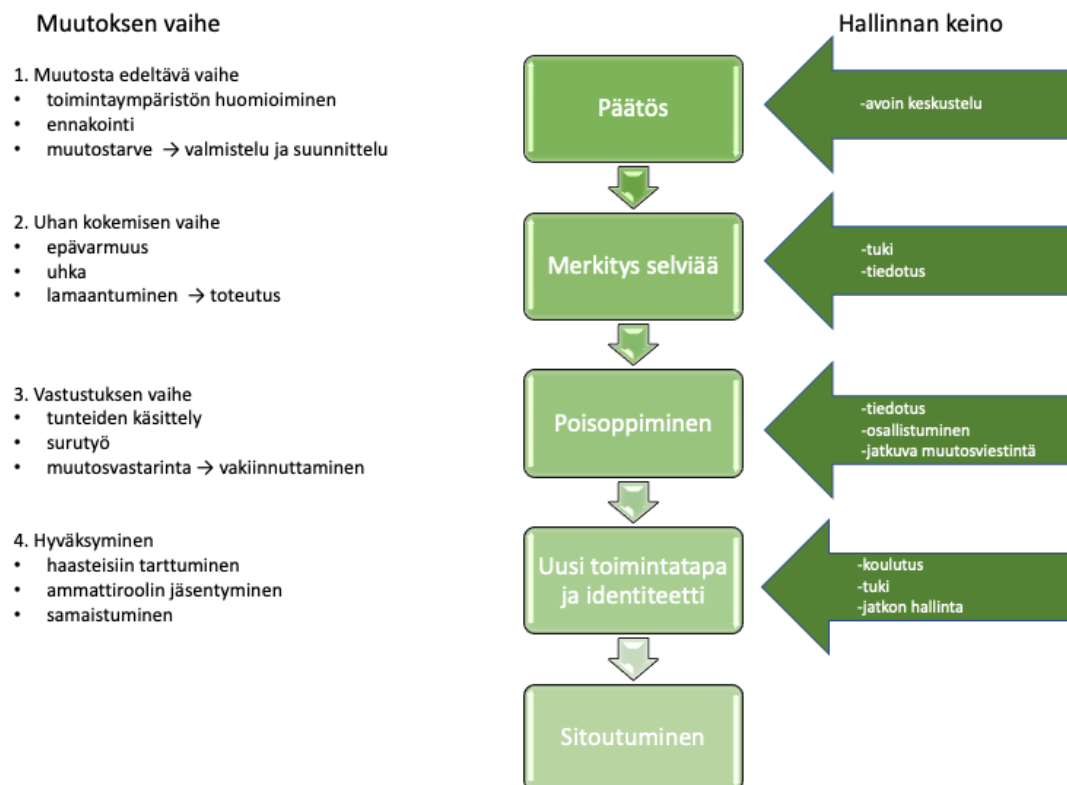 Muutoksen vaihe
Hallinnan keino
1. Muutosta edeltävä vaihe
• toimintaympäristön huomioiminen
• ennakointi
• muutostarve → valmistelu ja suunnittelu
Päätös
-avoin keskustelu
2. Uhan kokemisen vaihe
• epävarmuus
• uhka
• lamaantuminen → toteutus
Merkitys selviää
-tuki
-tiedotus
3. Vastustuksen vaihe
• tunteiden käsittely
• surutyö
• muutosvastarinta → vakiinnuttaminen
Poisoppiminen
-tiedotus
-osallistuminen
-jatkuva muutosviestintä
4. Hyväksyminen
• haasteisiin tarttuminen
• ammattiroolin jäsentyminen
• samaistuminen
Uusi toimintatapa
ja identiteetti
-koulutus
-tuki
-jatkon hallinta
Sitoutuminen